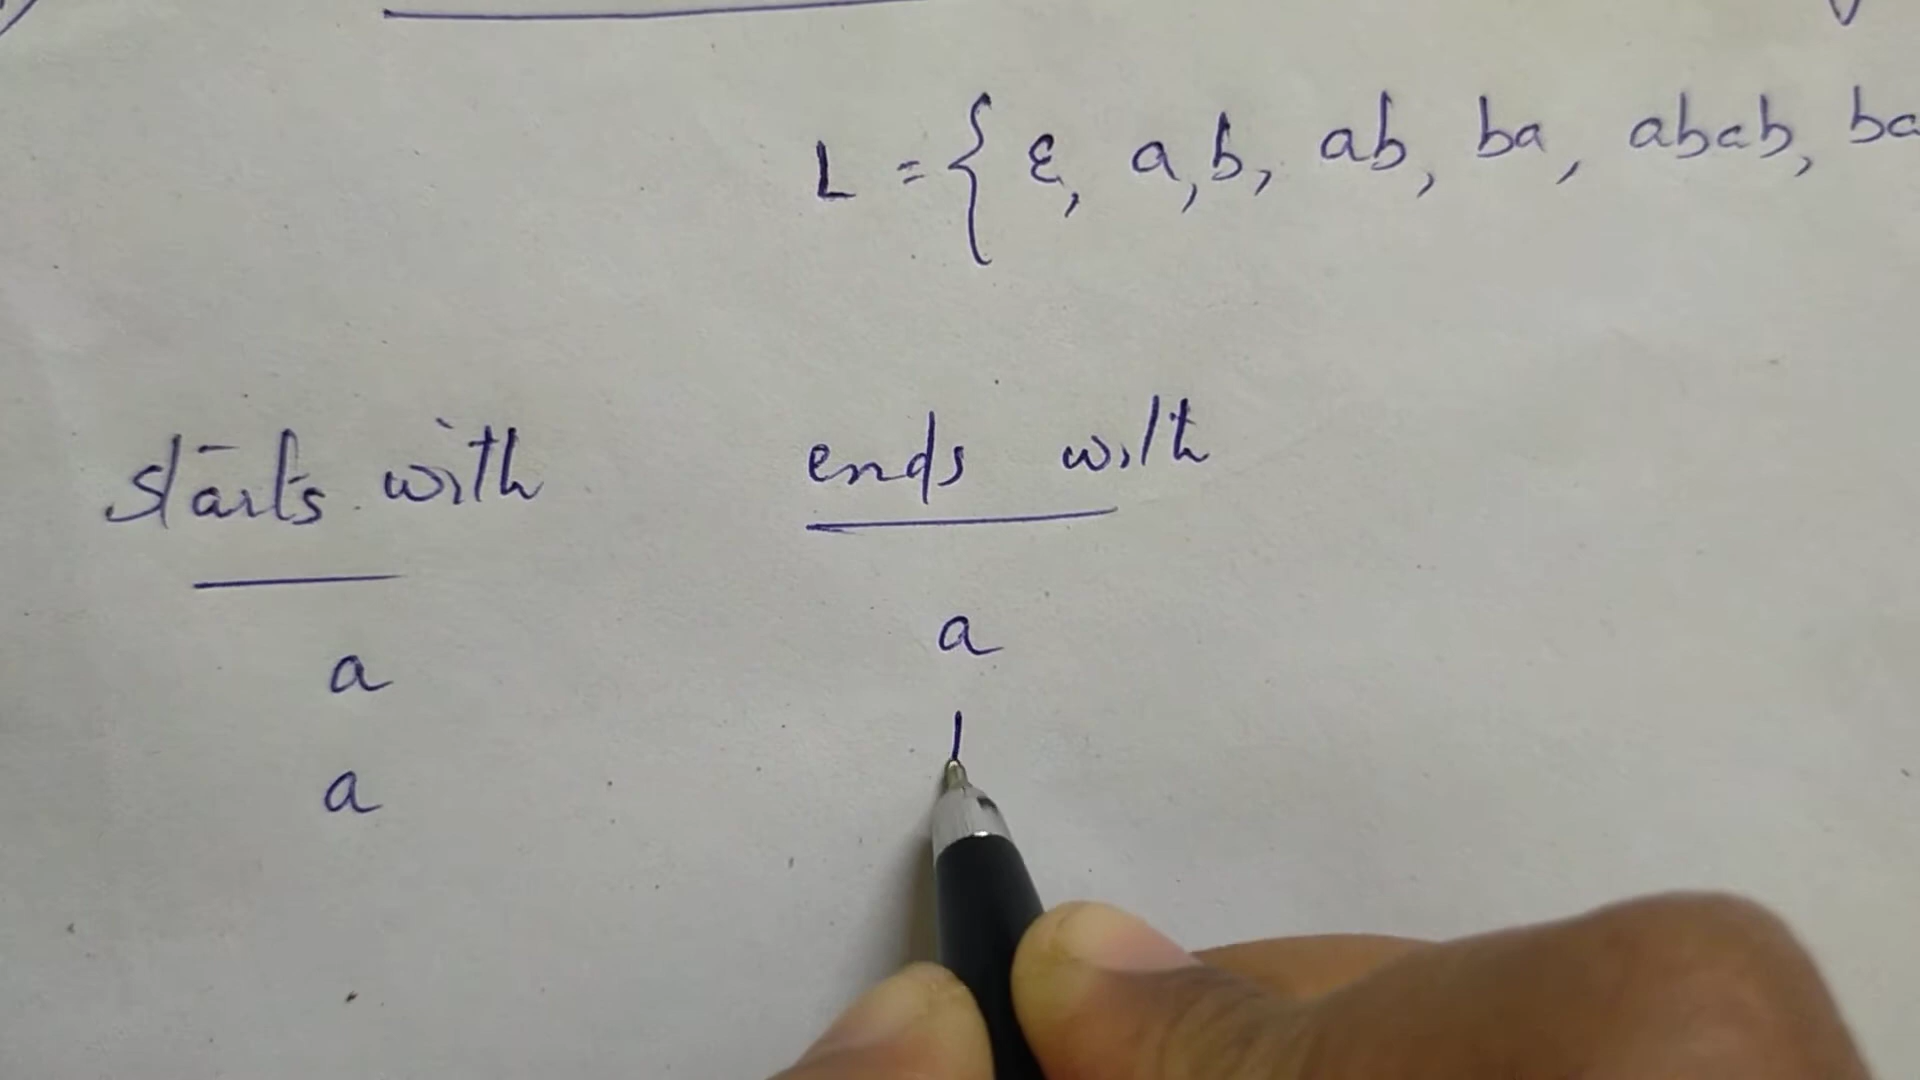 L = { ε, a, b, ab, ba, abab, ba
starts with ends with
a a
a